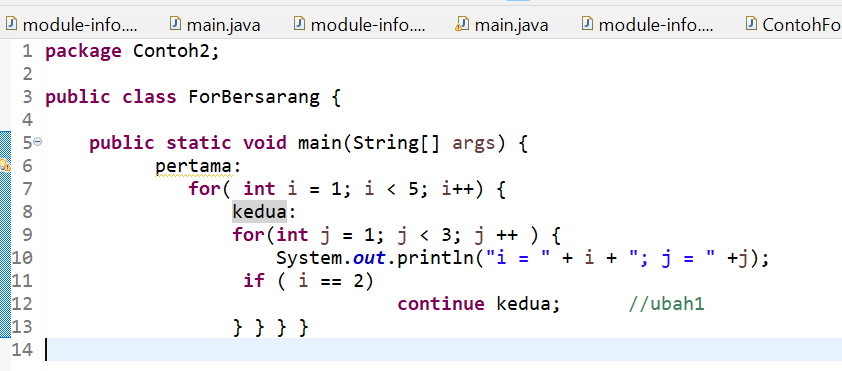 module-info.... main.java module-info.... main.java module-info.... ContohFo
1 package Contoh2;
2
3 public class ForBersarang {
4
5 public static void main(String[] args) {
6 pertama:
7 for( int i = 1; i < 5; i++) {
8 kedua:
9 for(int j = 1; j < 3; j ++ ) {
10 System.out.println("i = " + i + "; j = " +j);
11 if ( i == 2)
12 continue kedua; //ubah1
13 } } } }
14